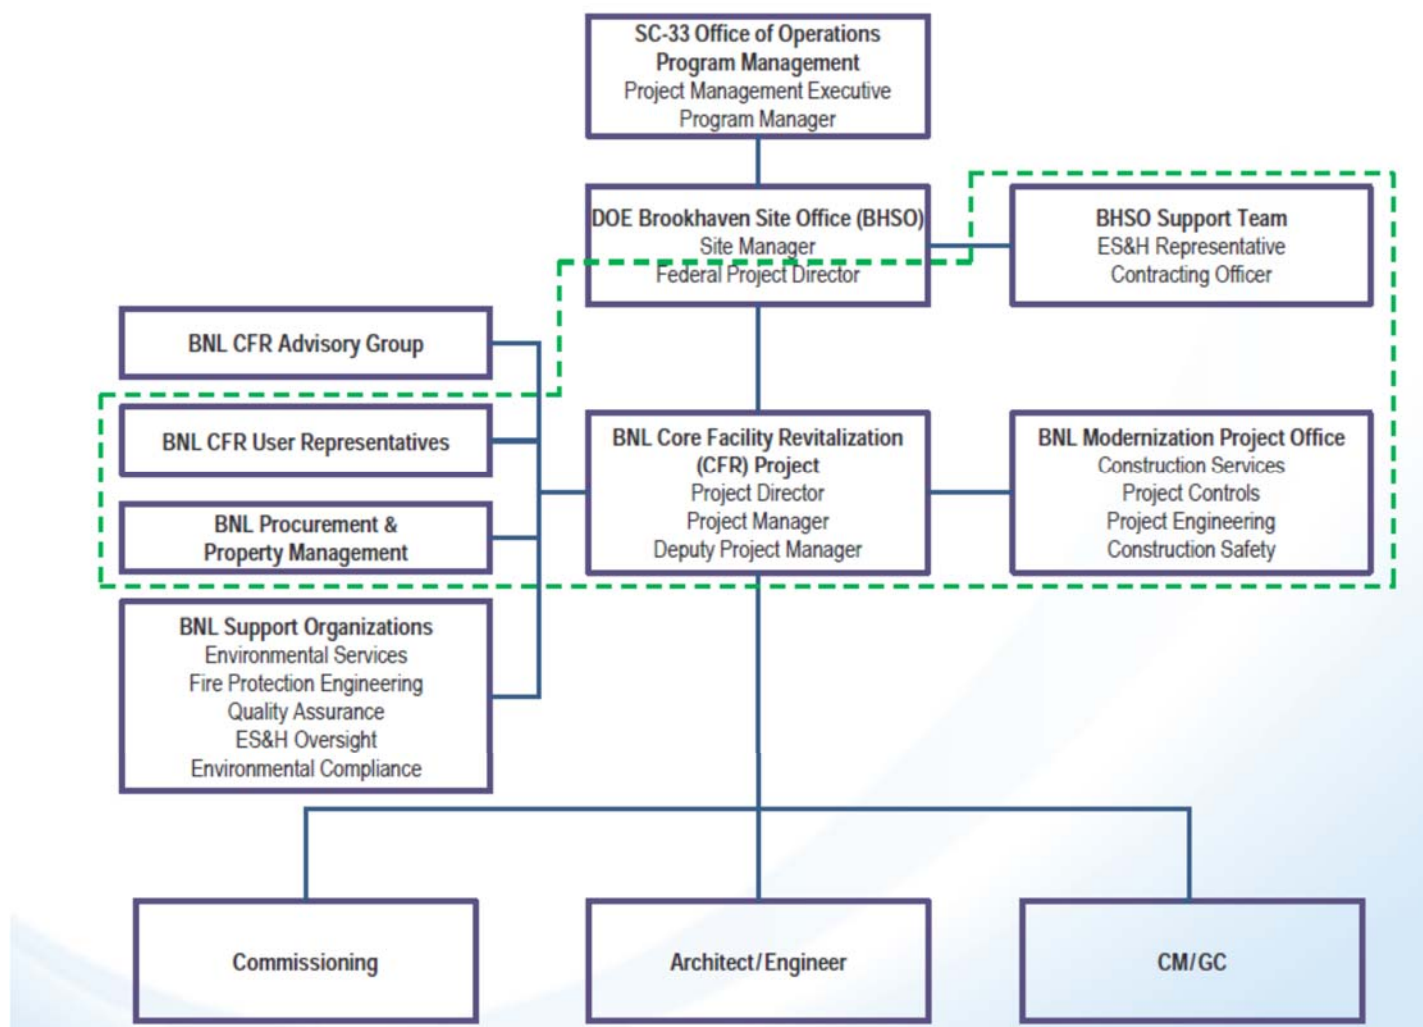 SC-33 Office of Operations
Program Management
Project Management Executive
Program Manager
DOE Brookhaven Site Office (BHSO)
Site Manager
Federal Project Director
BHSO Support Team
ES&H Representative
Contracting Officer
BNL CFR Advisory Group
BNL CFR User Representatives
BNL Procurement &
Property Management
BNL Support Organizations
Environmental Services
Fire Protection Engineering
Quality Assurance
ES&H Oversight
Environmental Compliance
BNL Core Facility Revitalization
(CFR) Project
Project Director
Project Manager
Deputy Project Manager
BNL Modernization Project Office
Construction Services
Project Controls
Project Engineering
Construction Safety
Commissioning
Architect/Engineer
CM/GC